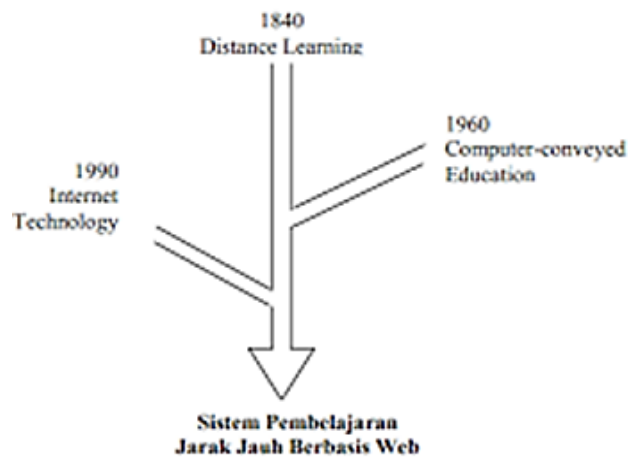 1840
Distance Learning
1960
Computer-conveyed
Education
1990
Internet
Technology
Sistem Pembelajaran
Jarak Jauh Berbasis Web